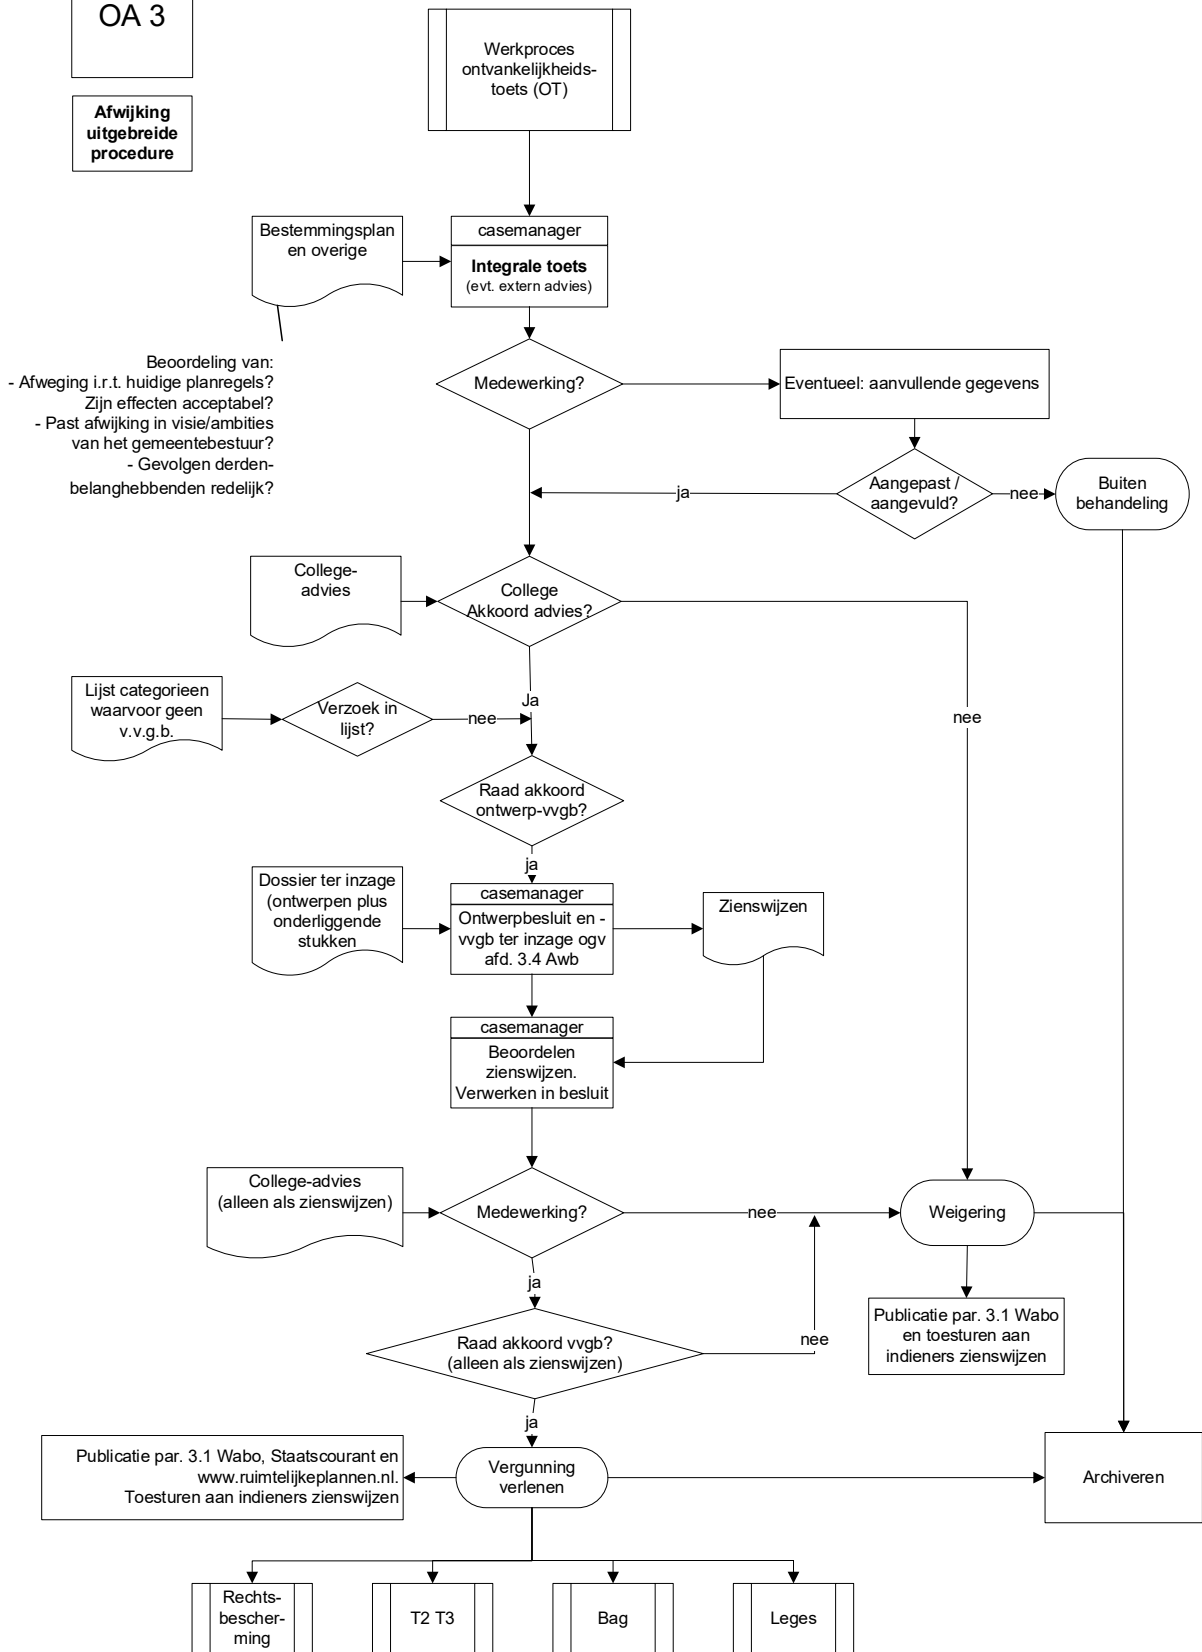 OA 3
Afwijking
uitgebreide
procedure
Werkproces
ontvankelijkheids-
toets (OT)
Bestemmingsplan
en overige
casemanager
Integrale toets
(evt. extern advies)
Beoordeling van:
- Afweging i.r.t. huidige planregels?
Zijn effecten acceptabel?
- Past afwijking in visie/ambities
van het gemeentebestuur?
- Gevolgen derden-
belanghebbenden redelijk?
Medewerking?
Eventueel: aanvullende gegevens
Aangepast /
aangevuld?
ja
nee
Buiten
behandeling
College-
advies
College
Akkoord advies?
nee
Ja
Lijst categorieen
waarvoor geen
v.v.g.b.
Verzoek in
lijst?
nee
Raad akkoord
ontwerp-vvgb?
ja
Dossier ter inzage
(ontwerpen plus
onderliggende
stukken
casemanager
Ontwerpbesluit en -
vvgb ter inzage ogv
afd. 3.4 Awb
Zienswijzen
casemanager
Beoordelen
zienswijzen.
Verwerken in besluit
College-advies
(alleen als zienswijzen)
Medewerking?
nee
Weigering
ja
Publicatie par. 3.1 Wabo
en toesturen aan
indieners zienswijzen
Raad akkoord vvgb?
(alleen als zienswijzen)
nee
ja
Publicatie par. 3.1 Wabo, Staatscourant en
www.ruimtelijkeplannen.nl.
Toesturen aan indieners zienswijzen
Vergunning
verlenen
Archiveren
Rechts-
bescher-
ming
T2 T3
Bag
Leges